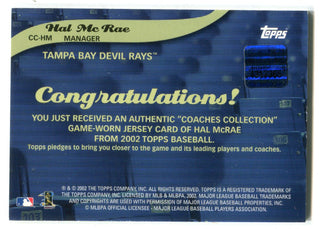 Hal McRae
topps
CC-HM MANAGER
TAMPA BAY DEVIL RAYS™
Congratulations!
YOU JUST RECEIVED AN AUTHENTIC "COACHES COLLECTION"
GAME-WORN JERSEY CARD OF HAL McRAE
FROM 2002 TOPPS BASEBALL.
Topps pledges to bring you closer to the game and its leading players and coaches.
® & © 2002 THE TOPPS COMPANY, INC. ALL RIGHTS RESERVED. TOPPS IS A REGISTERED TRADEMARK OF
THE TOPPS COMPANY, INC. LICENSED BY MLB & MLBPA, 2002. MAJOR LEAGUE BASEBALL TRADEMARKS
AND COPYRIGHTS ARE USED WITH PERMISSION OF MAJOR LEAGUE BASEBALL PROPERTIES, INC.
© MLBPA OFFICIAL LICENSEE – MAJOR LEAGUE BASEBALL PLAYERS ASSOCIATION.